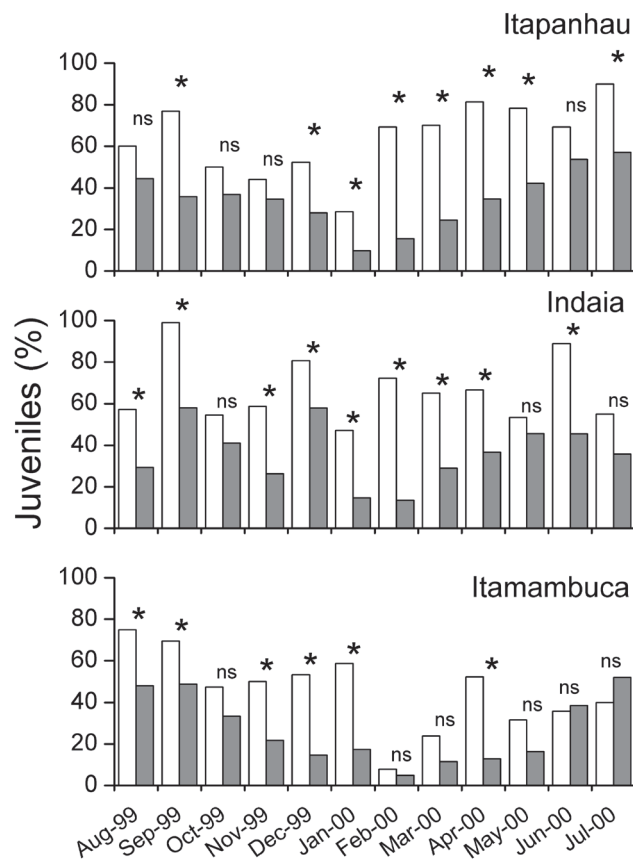 Itapanhau
100
80
60
40
20
0
ns * ns ns * * * * * * ns *
Indaia
100
80
60
40
20
0
* * ns * * * * * * ns * ns
Juveniles (%)
Itamambuca
100
80
60
40
20
0
* * ns * * * ns ns * ns ns ns
Aug-99 Sep-99 Oct-99 Nov-99 Dec-99 Jan-00 Feb-00 Mar-00 Apr-00 May-00 Jun-00 Jul-00